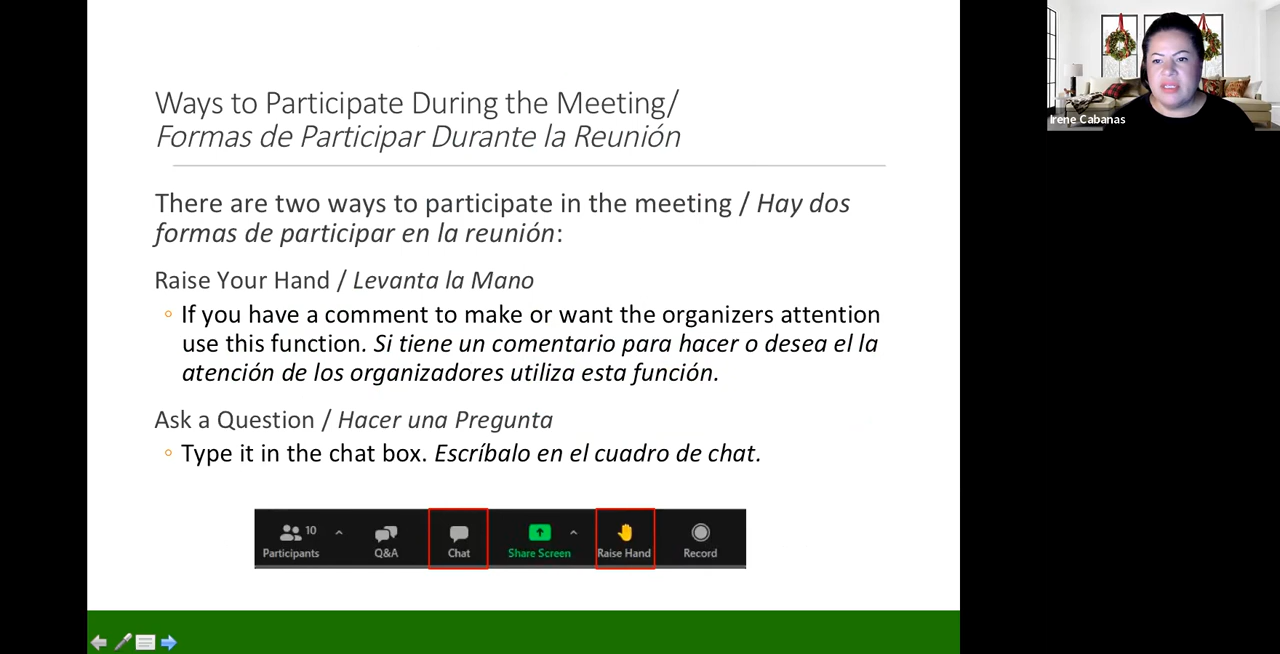 Ways to Participate During the Meeting/
Formas de Participar Durante la Reunión
There are two ways to participate in the meeting / Hay dos
formas de participar en la reunión:
Raise Your Hand / Levanta la Mano
If you have a comment to make or want the organizers attention
use this function. Si tiene un comentario para hacer o desea el la
atención de los organizadores utiliza esta función.
Ask a Question / Hacer una Pregunta
Type it in the chat box. Escríbalo en el cuadro de chat.
10
Participants Q&A Chat Share Screen Raise Hand Record
Irene Cabanas